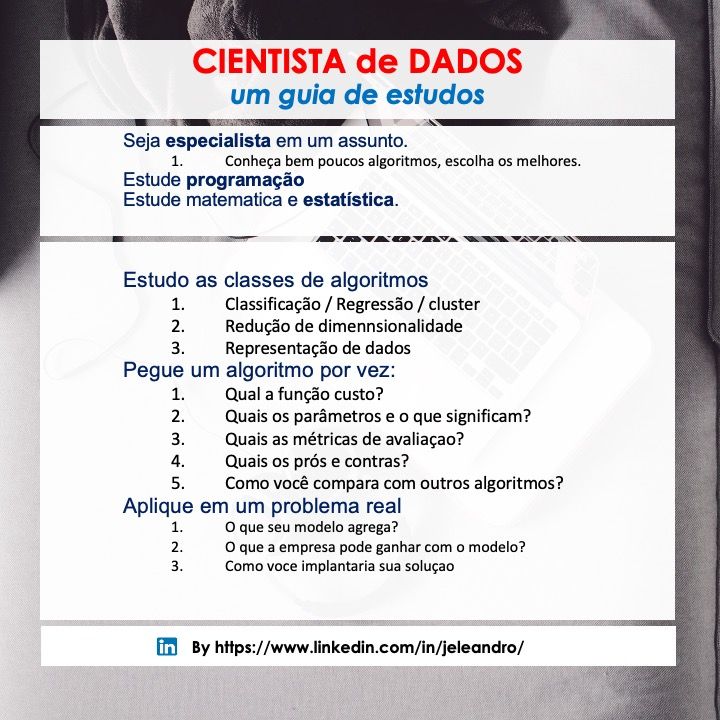 CIENTISTA de DADOS
um guia de estudos
Seja especialista em um assunto.
1. Conheça bem poucos algoritmos, escolha os melhores.
Estude programação
Estude matematica e estatística.
Estudo as classes de algoritmos
1. Classificação / Regressão / cluster
2. Redução de dimennsionalidade
3. Representação de dados
Pegue um algoritmo por vez:
1. Qual a função custo?
2. Quais os parâmetros e o que significam?
3. Quais as métricas de avaliaçao?
4. Quais os prós e contras?
5. Como você compara com outros algoritmos?
Aplique em um problema real
1. O que seu modelo agrega?
2. O que a empresa pode ganhar com o modelo?
3. Como voce implantaria sua soluçao
in By https://www.linkedin.com/in/jeleandro/